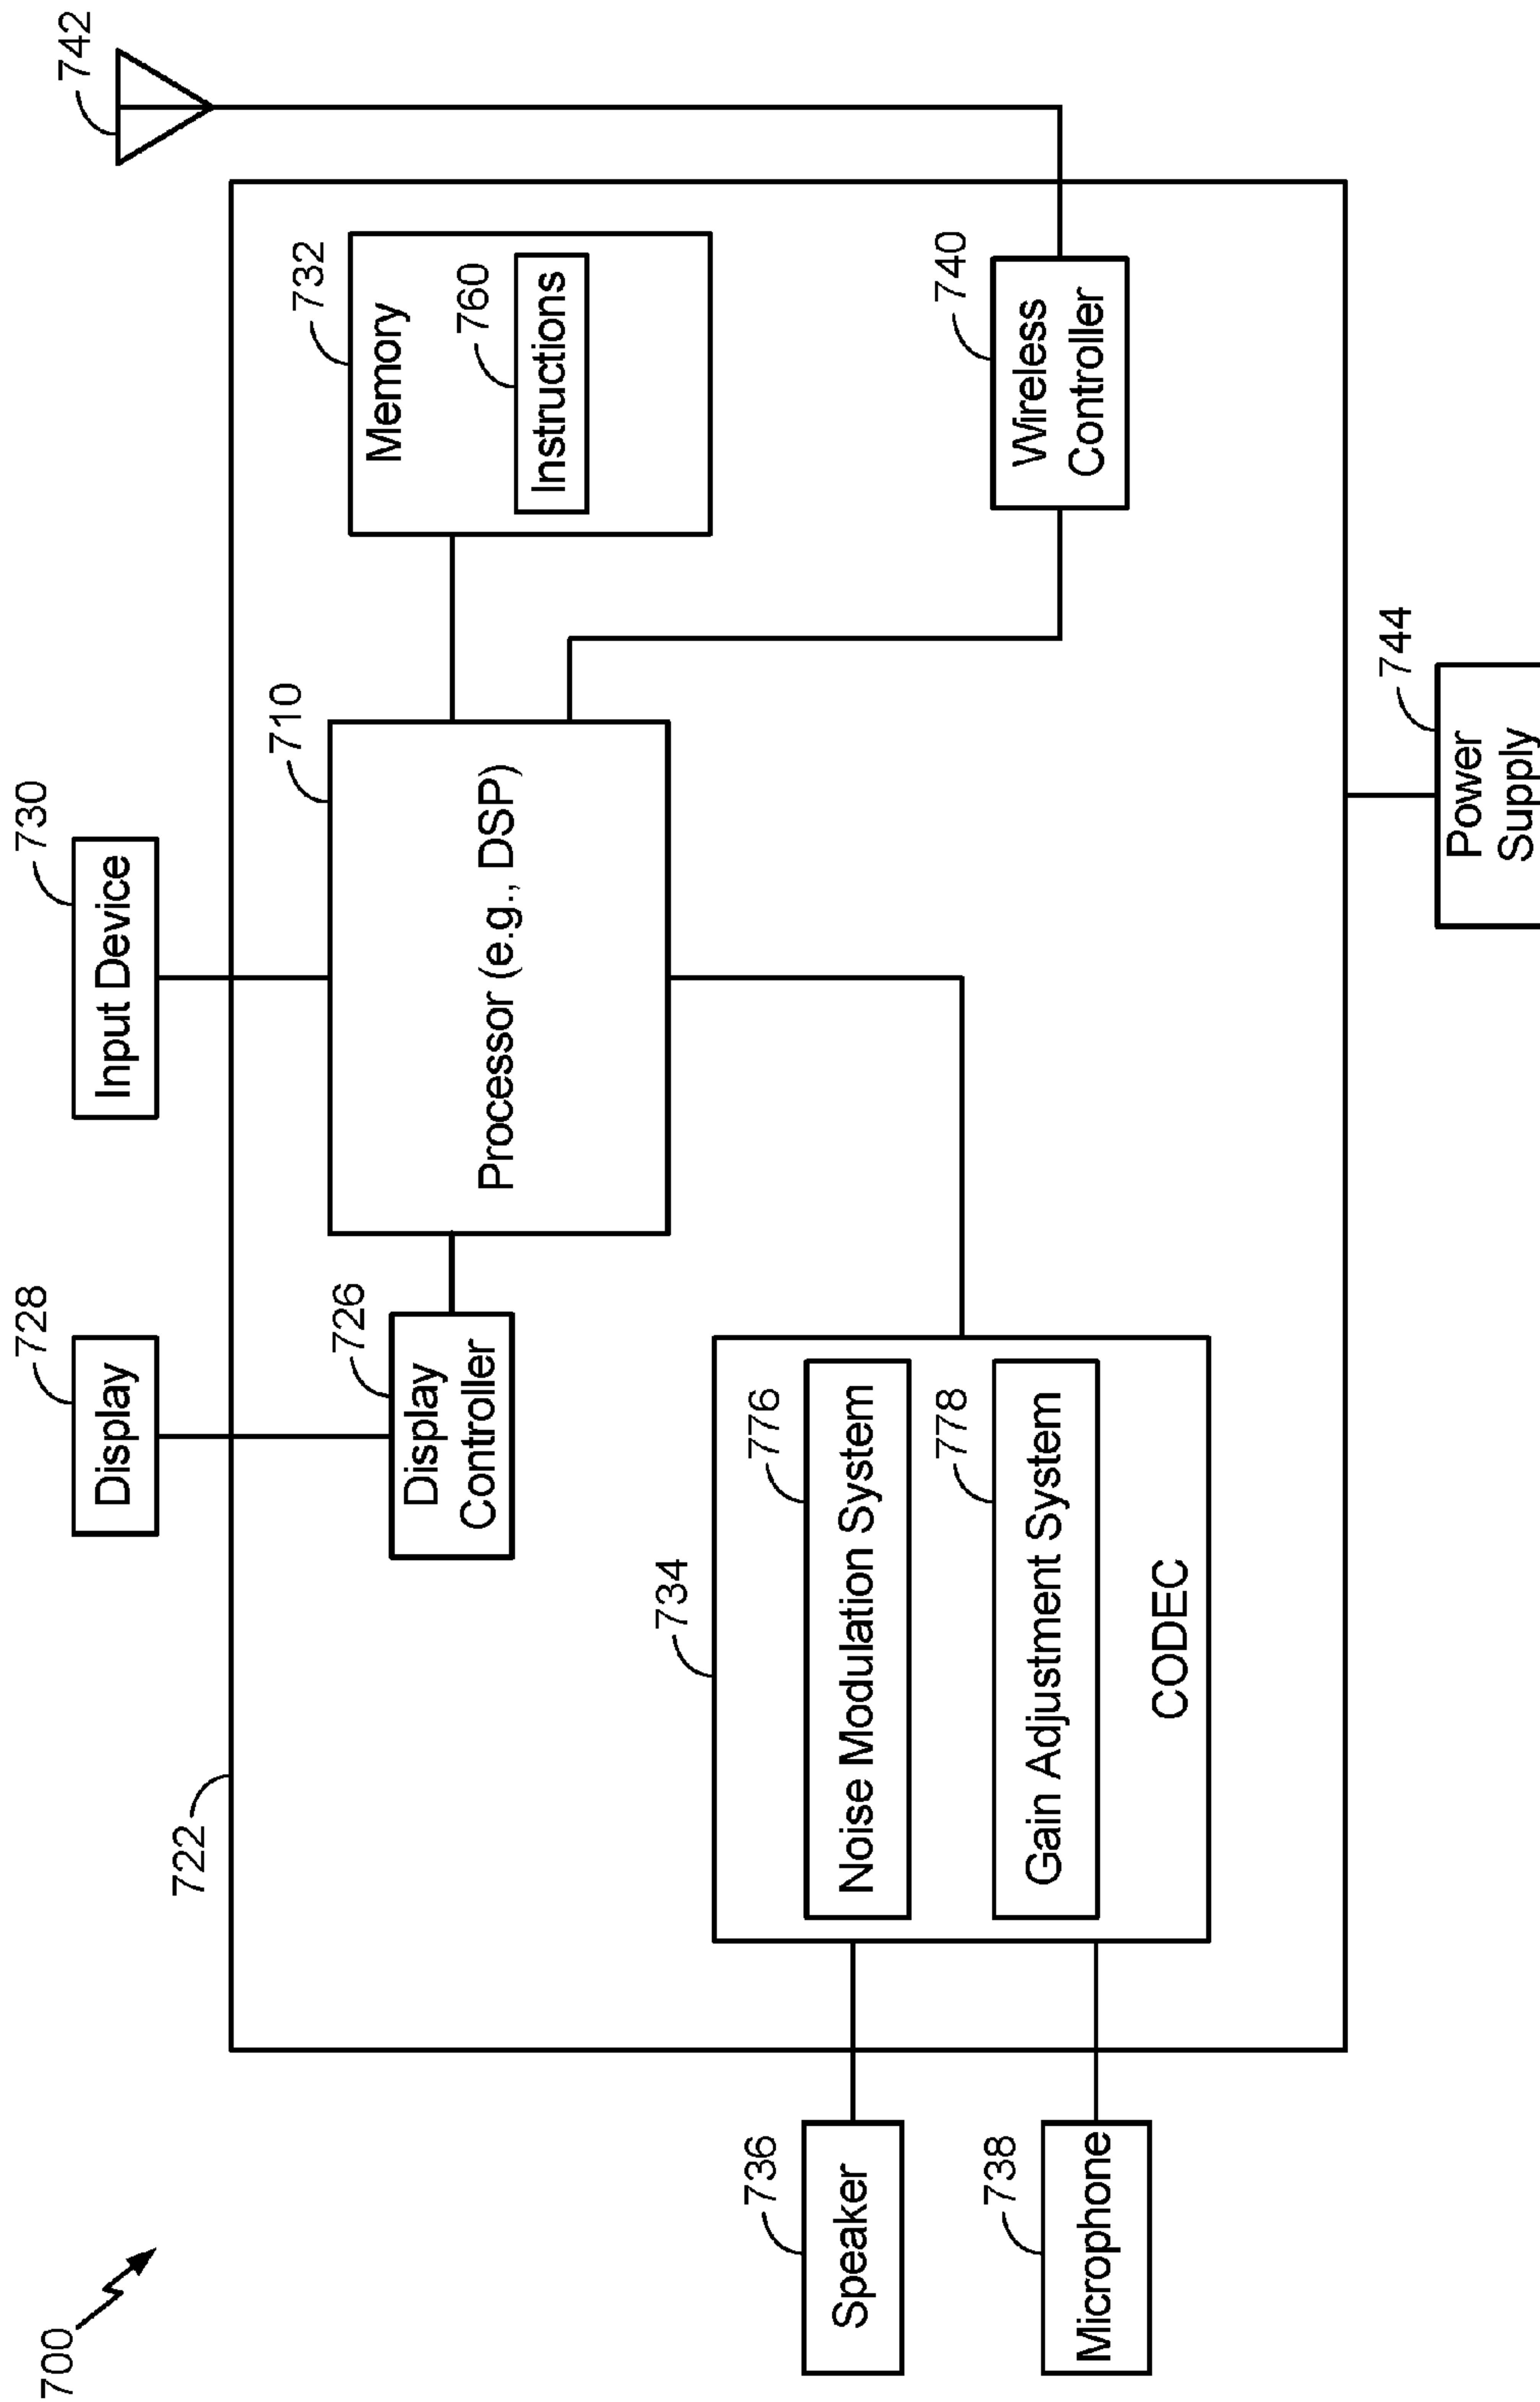 700
722
728
Display
730
Input Device
742
726
Display
Controller
710
Processor (e.g., DSP)
732
Memory
760
Instructions
734
776
Noise Modulation System
778
Gain Adjustment System
CODEC
740
Wireless
Controller
736
Speaker
738
Microphone
744
Power
Supply